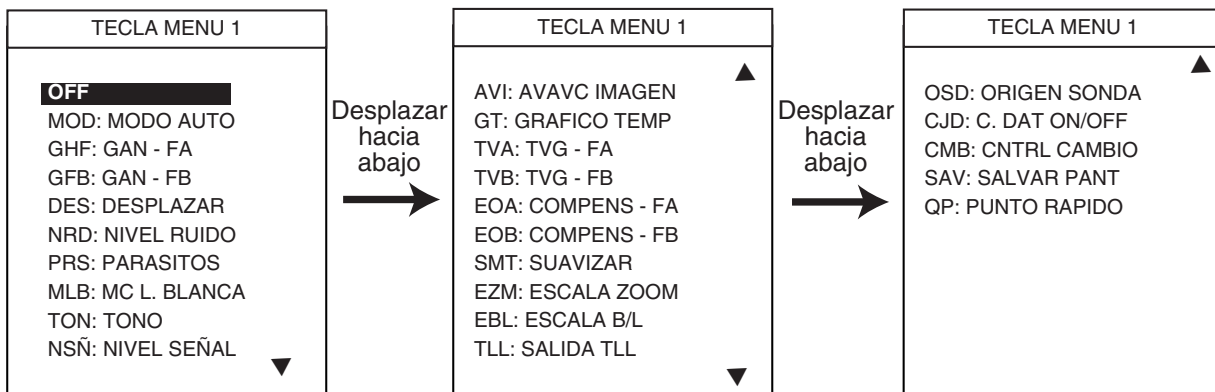 TECLA MENU 1
OFF
MOD: MODO AUTO
GHF: GAN - FA
GFB: GAN - FB
DES: DESPLAZAR
NRD: NIVEL RUIDO
PRS: PARASITOS
MLB: MC L. BLANCA
TON: TONO
NSÑ: NIVEL SEÑAL
Desplazar
hacia
abajo
TECLA MENU 1
AVI: AVAVC IMAGEN
GT: GRAFICO TEMP
TVA: TVG - FA
TVB: TVG - FB
EOA: COMPENS - FA
EOB: COMPENS - FB
SMT: SUAVIZAR
EZM: ESCALA ZOOM
EBL: ESCALA B/L
TLL: SALIDA TLL
Desplazar
hacia
abajo
TECLA MENU 1
OSD: ORIGEN SONDA
CJD: C. DAT ON/OFF
CMB: CNTRL CAMBIO
SAV: SALVAR PANT
QP: PUNTO RAPIDO